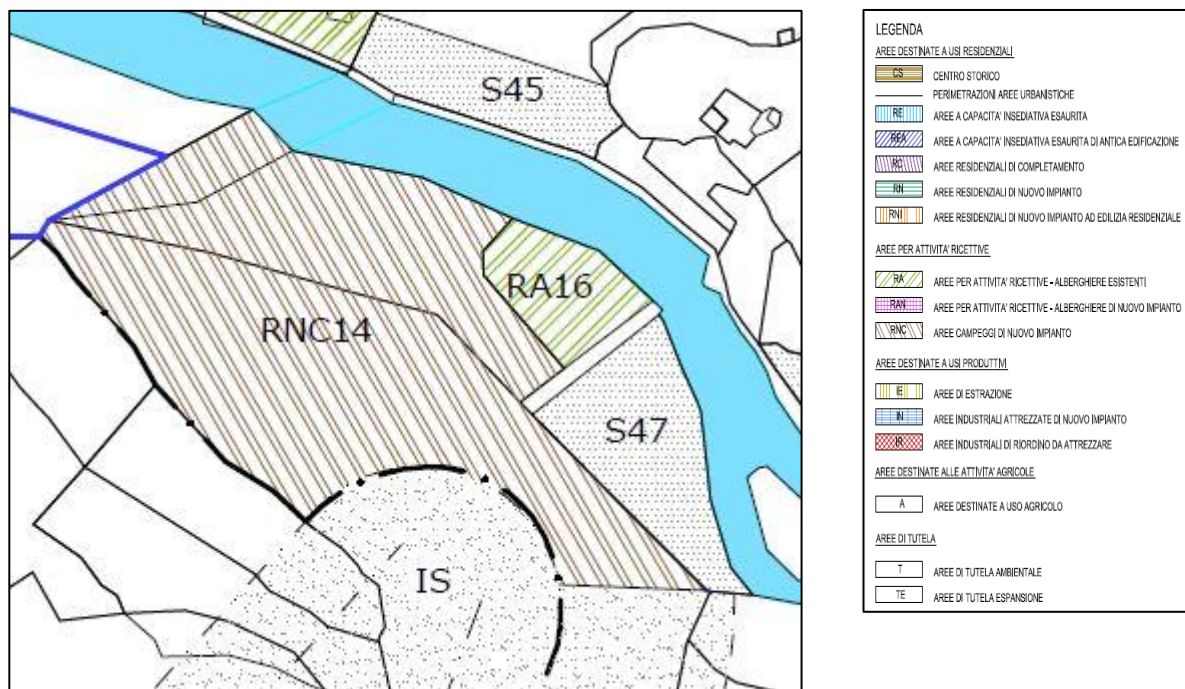 S45
RA16
RNC14
S47
IS
LEGENDA
AREE DESTINATE A USI RESIDENZIALI
CS CENTRO STORICO
PERIMETRAZIONI AREE URBANISTICHE
RE AREE A CAPACITA' INSEDIATIVA ESAURITA
REA AREE A CAPACITA' INSEDIATIVA ESAURITA DI ANTICA EDIFICAZIONE
RC AREE RESIDENZIALI DI COMPLETAMENTO
RN AREE RESIDENZIALI DI NUOVO IMPIANTO
RNI AREE RESIDENZIALI DI NUOVO IMPIANTO AD EDILIZIA RESIDENZIALE
AREE PER ATTIVITA' RICETTIVE
RA AREE PER ATTIVITA' RICETTIVE - ALBERGHIERE ESISTENTI
RAN AREE PER ATTIVITA' RICETTIVE - ALBERGHIERE DI NUOVO IMPIANTO
RNC AREE CAMPEGGI DI NUOVO IMPIANTO
AREE DESTINATE A USI PRODUTTIVI
IE AREE DI ESTRAZIONE
IN AREE INDUSTRIALI ATTREZZATE DI NUOVO IMPIANTO
IR AREE INDUSTRIALI DI RIORDINO DA ATTREZZARE
AREE DESTINATE ALLE ATTIVITA' AGRICOLE
A AREE DESTINATE A USO AGRICOLO
AREE DI TUTELA
T AREE DI TUTELA AMBIENTALE
TE AREE DI TUTELA ESPANSIONE